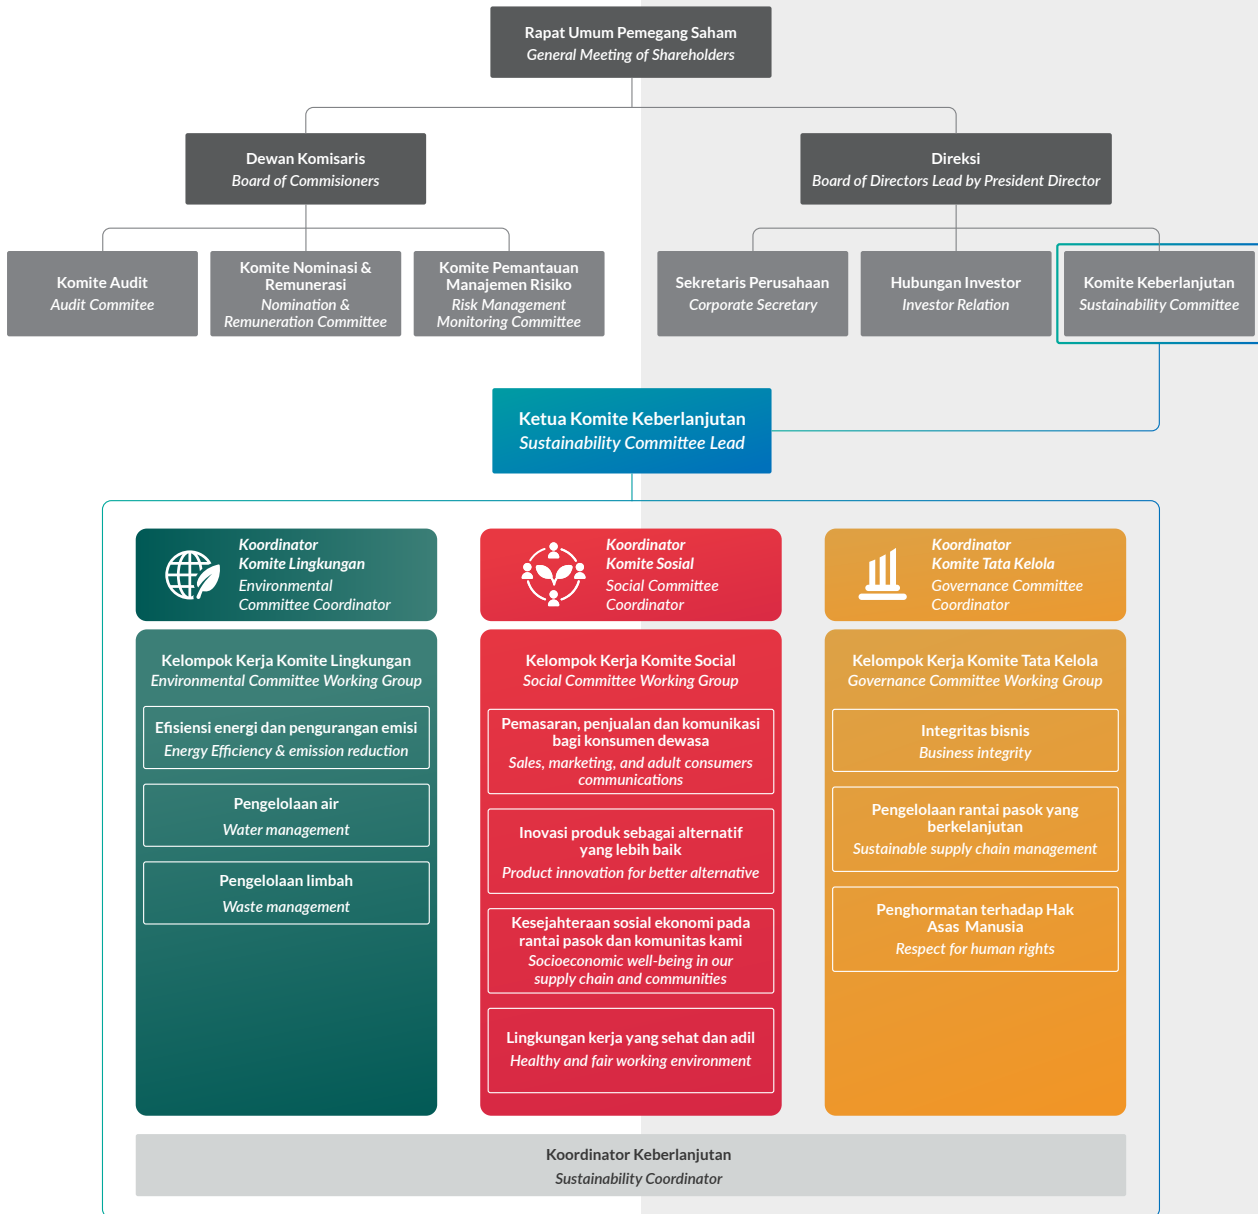 Rapat Umum Pemegang Saham
General Meeting of Shareholders
Dewan Komisaris
Board of Commisioners
Direksi
Board of Directors Lead by President Director
Komite Audit
Audit Commitee
Komite Nominasi &
Remunerasi
Nomination &
Remuneration Committee
Komite Pemantauan
Manajemen Risiko
Risk Management
Monitoring Committee
Sekretaris Perusahaan
Corporate Secretary
Hubungan Investor
Investor Relation
Komite Keberlanjutan
Sustainability Committee
Ketua Komite Keberlanjutan
Sustainability Committee Lead
Koordinator
Komite Lingkungan
Environmental
Committee Coordinator
Kelompok Kerja Komite Lingkungan
Environmental Committee Working Group
Efisiensi energi dan pengurangan emisi
Energy Efficiency & emission reduction
Pengelolaan air
Water management
Pengelolaan limbah
Waste management
Koordinator
Komite Sosial
Social Committee
Coordinator
Kelompok Kerja Komite Social
Social Committee Working Group
Pemasaran, penjualan dan komunikasi
bagi konsumen dewasa
Sales, marketing, and adult consumers
communications
Inovasi produk sebagai alternatif
yang lebih baik
Product innovation for better alternative
Kesejahteraan sosial ekonomi pada
rantai pasok dan komunitas kami
Socioeconomic well-being in our
supply chain and communities
Lingkungan kerja yang sehat dan adil
Healthy and fair working environment
Koordinator
Komite Tata Kelola
Governance Committee
Coordinator
Kelompok Kerja Komite Tata Kelola
Governance Committee Working Group
Integritas bisnis
Business integrity
Pengelolaan rantai pasok yang
berkelanjutan
Sustainable supply chain management
Penghormatan terhadap Hak
Asas Manusia
Respect for human rights
Koordinator Keberlanjutan
Sustainability Coordinator